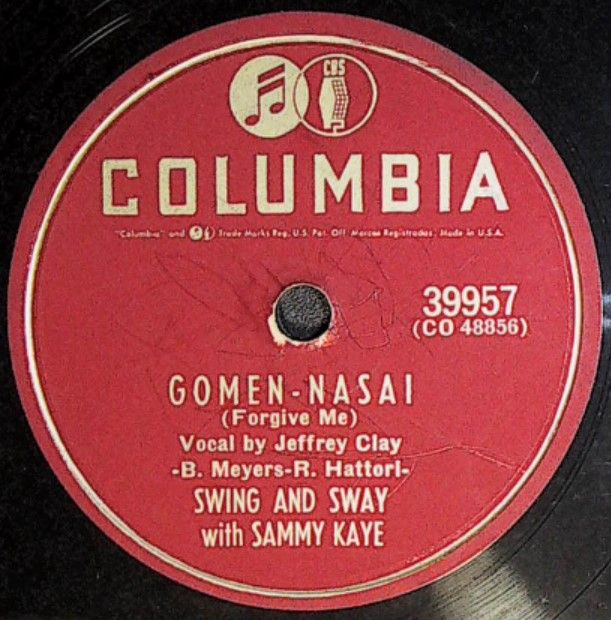 CBS
COLUMBIA
"Columbia" and Trade Marks Reg. U.S. Pat. Off. Marcas Registradas. Made in U.S.A.
39957
(CO 48856)
GOMEN-NASAI
(Forgive Me)
Vocal by Jeffrey Clay
-B. Meyers-R. Hattori-
SWING AND SWAY
with SAMMY KAYE